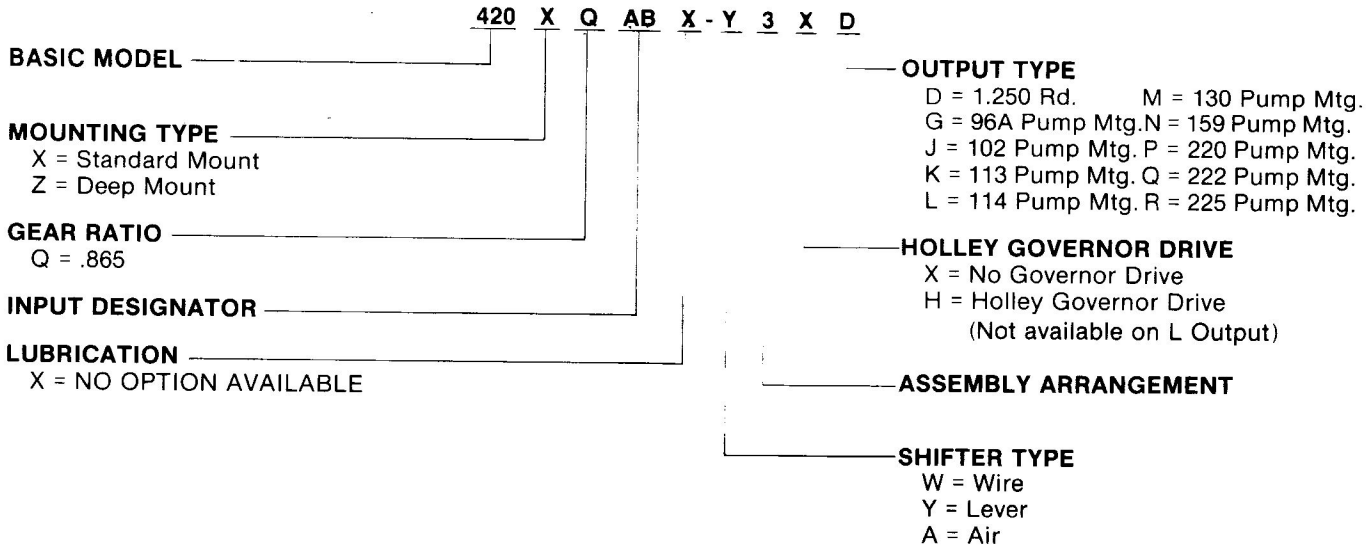 420 X Q AB X - Y 3 X D
BASIC MODEL
MOUNTING TYPE
X = Standard Mount
Z = Deep Mount
GEAR RATIO
Q = .865
INPUT DESIGNATOR
LUBRICATION
X = NO OPTION AVAILABLE
OUTPUT TYPE
D = 1.250 Rd. M = 130 Pump Mtg.
G = 96A Pump Mtg. N = 159 Pump Mtg.
J = 102 Pump Mtg. P = 220 Pump Mtg.
K = 113 Pump Mtg. Q = 222 Pump Mtg.
L = 114 Pump Mtg. R = 225 Pump Mtg.
HOLLEY GOVERNOR DRIVE
X = No Governor Drive
H = Holley Governor Drive
(Not available on L Output)
ASSEMBLY ARRANGEMENT
SHIFTER TYPE
W = Wire
Y = Lever
A = Air